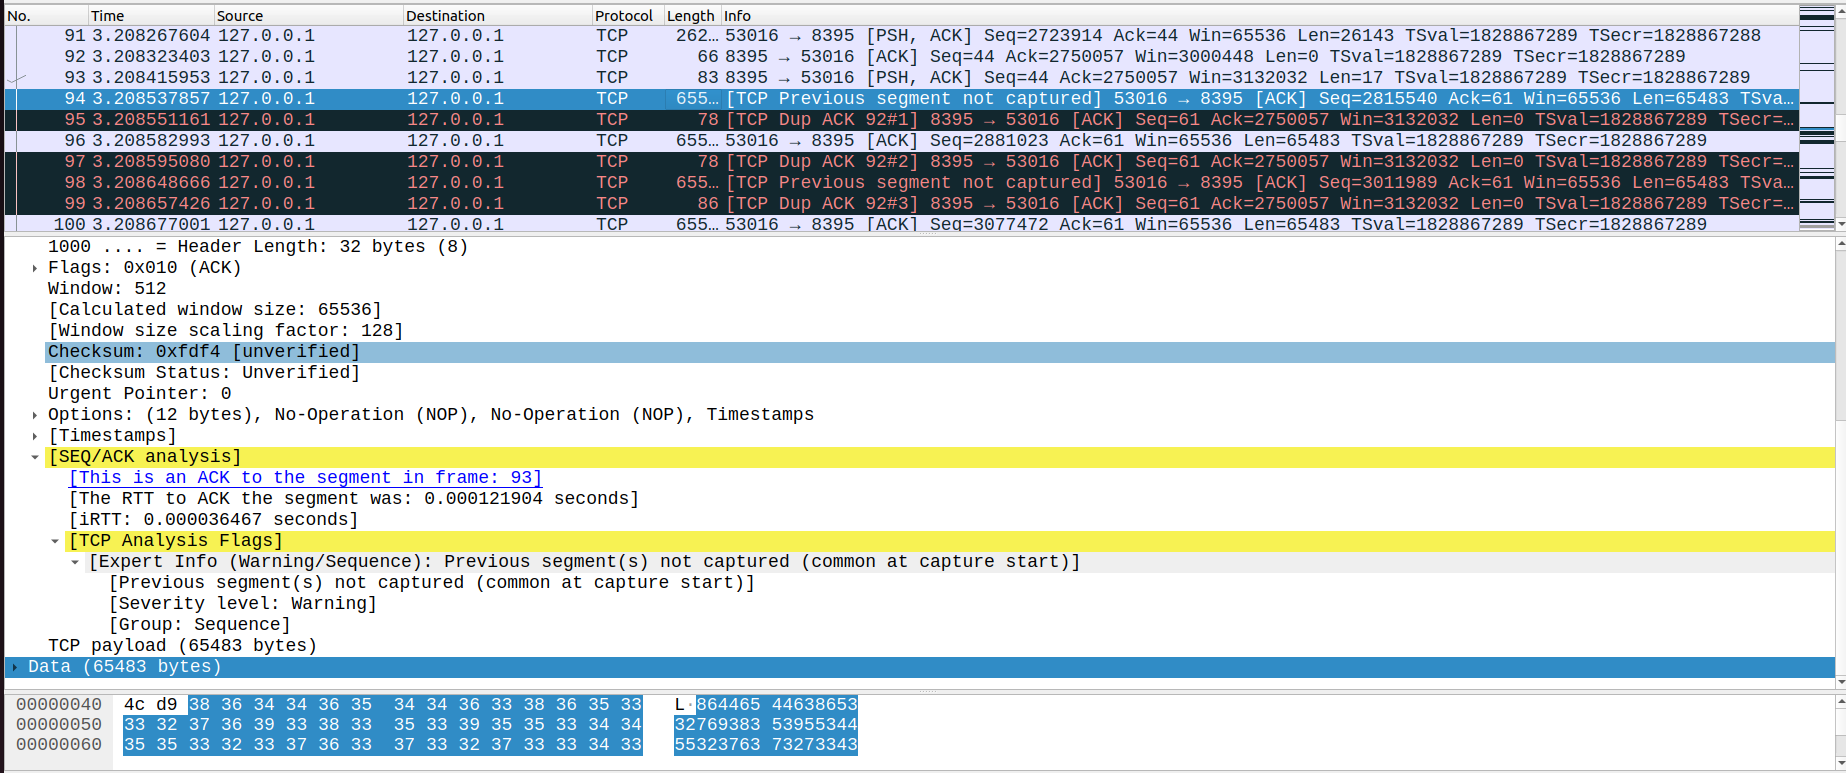 No. Time Source Destination Protocol Length Info
91 3.208267604 127.0.0.1 127.0.0.1 TCP 262… 53016 → 8395 [PSH, ACK] Seq=2723914 Ack=44 Win=65536 Len=26143 TSval=1828867289 TSecr=1828867288
92 3.208323403 127.0.0.1 127.0.0.1 TCP 66 8395 → 53016 [ACK] Seq=44 Ack=2750057 Win=3000448 Len=0 TSval=1828867289 TSecr=1828867289
93 3.208415953 127.0.0.1 127.0.0.1 TCP 83 8395 → 53016 [PSH, ACK] Seq=44 Ack=2750057 Win=3132032 Len=17 TSval=1828867289 TSecr=1828867289
94 3.208537857 127.0.0.1 127.0.0.1 TCP 655… [TCP Previous segment not captured] 53016 → 8395 [ACK] Seq=2815540 Ack=61 Win=65536 Len=65483 TSva…
95 3.208551161 127.0.0.1 127.0.0.1 TCP 78 [TCP Dup ACK 92#1] 8395 → 53016 [ACK] Seq=61 Ack=2750057 Win=3132032 Len=0 TSval=1828867289 TSecr=…
96 3.208582993 127.0.0.1 127.0.0.1 TCP 655… 53016 → 8395 [ACK] Seq=2881023 Ack=61 Win=65536 Len=65483 TSval=1828867289 TSecr=1828867289
97 3.208595080 127.0.0.1 127.0.0.1 TCP 78 [TCP Dup ACK 92#2] 8395 → 53016 [ACK] Seq=61 Ack=2750057 Win=3132032 Len=0 TSval=1828867289 TSecr=…
98 3.208648666 127.0.0.1 127.0.0.1 TCP 655… [TCP Previous segment not captured] 53016 → 8395 [ACK] Seq=3011989 Ack=61 Win=65536 Len=65483 TSva…
99 3.208657426 127.0.0.1 127.0.0.1 TCP 86 [TCP Dup ACK 92#3] 8395 → 53016 [ACK] Seq=61 Ack=2750057 Win=3132032 Len=0 TSval=1828867289 TSecr=…
100 3.208677001 127.0.0.1 127.0.0.1 TCP 655… 53016 → 8395 [ACK] Seq=3077472 Ack=61 Win=65536 Len=65483 TSval=1828867289 TSecr=1828867289
1000 .... = Header Length: 32 bytes (8)
Flags: 0x010 (ACK)
Window: 512
[Calculated window size: 65536]
[Window size scaling factor: 128]
Checksum: 0xfdf4 [unverified]
[Checksum Status: Unverified]
Urgent Pointer: 0
Options: (12 bytes), No-Operation (NOP), No-Operation (NOP), Timestamps
[Timestamps]
[SEQ/ACK analysis]
[This is an ACK to the segment in frame: 93]
[The RTT to ACK the segment was: 0.000121904 seconds]
[iRTT: 0.000036467 seconds]
[TCP Analysis Flags]
[Expert Info (Warning/Sequence): Previous segment(s) not captured (common at capture start)]
[Previous segment(s) not captured (common at capture start)]
[Severity level: Warning]
[Group: Sequence]
TCP payload (65483 bytes)
Data (65483 bytes)
00000040 4c d9 38 36 34 34 36 35 34 34 36 33 38 36 35 33 L·864465 44638653
00000050 33 32 37 36 39 33 38 33 35 33 39 35 35 33 34 34 32769383 53955344
00000060 35 35 33 32 33 37 36 33 37 33 32 37 33 33 34 33 55323763 73273343